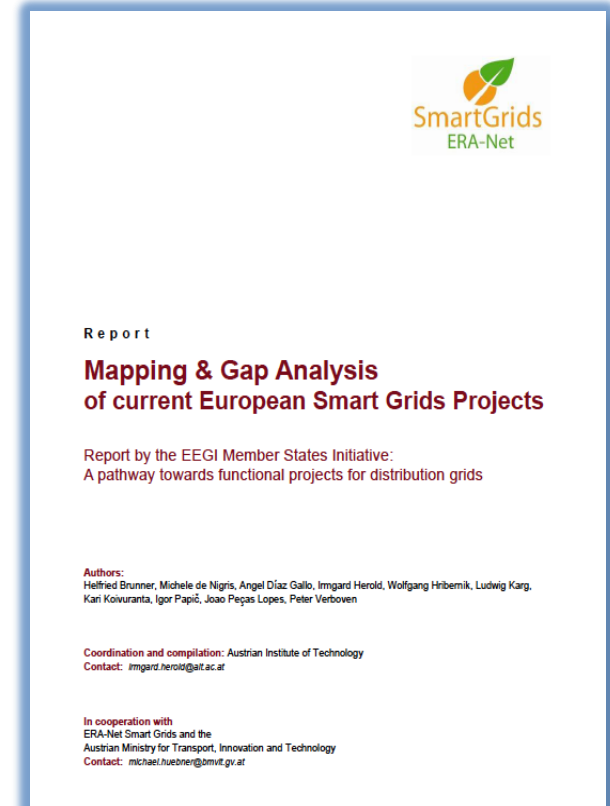 SmartGrids
ERA-Net
Report
Mapping & Gap Analysis
of current European Smart Grids Projects
Report by the EEGI Member States Initiative:
A pathway towards functional projects for distribution grids
Authors:
Helfried Brunner, Michele de Nigris, Angel Díaz Gallo, Irmgard Herold, Wolfgang Hribernik, Ludwig Karg,
Kari Koivuranta, Igor Papič, Joao Peças Lopes, Peter Verboven
Coordination and compilation: Austrian Institute of Technology
Contact: irmgard.herold@ait.ac.at
In cooperation with
ERA-Net Smart Grids and the
Austrian Ministry for Transport, Innovation and Technology
Contact: michael.huebner@bmvit.gv.at